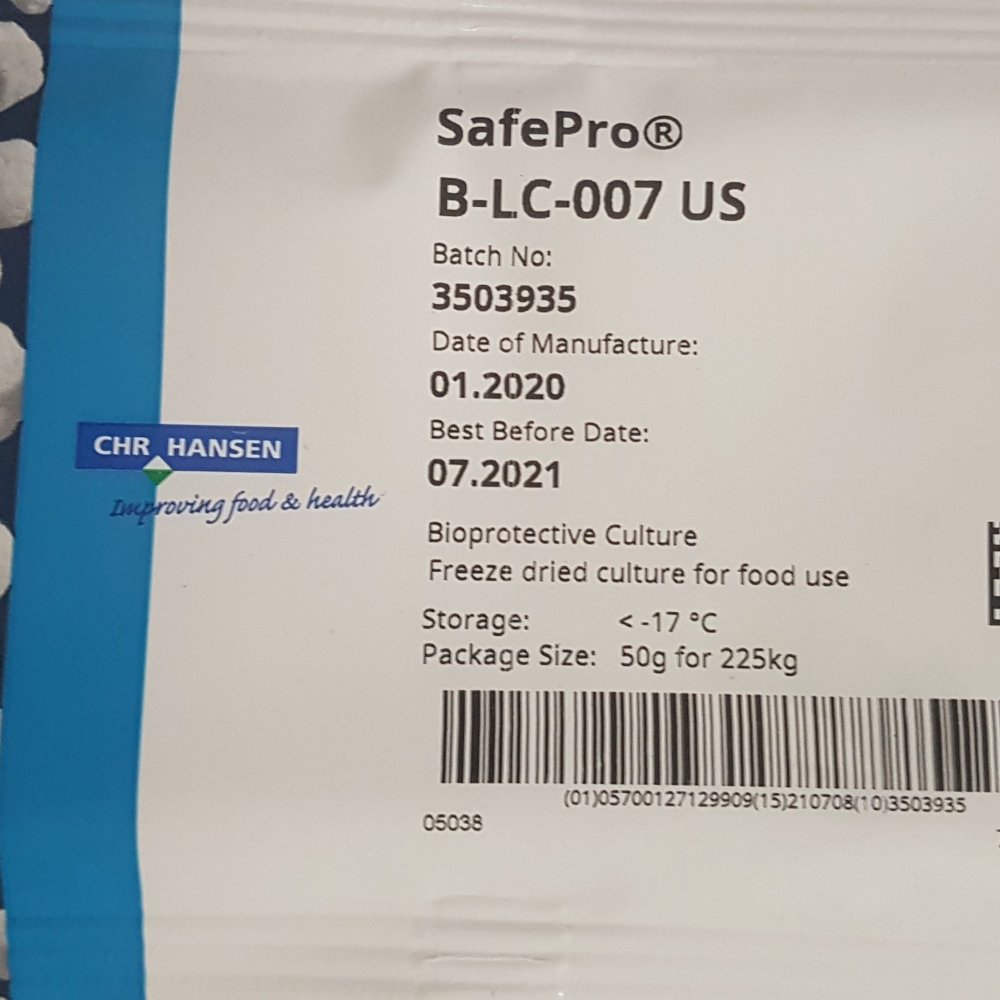 SafePro®
B-LC-007 US
Batch No:
3503935
Date of Manufacture:
01.2020
Best Before Date:
07.2021
CHR HANSEN
Improving food & health
Bioprotective Culture
Freeze dried culture for food use
Storage: < -17 °C
Package Size: 50g for 225kg
(01)05700127129909(15)210708(10)3503935
05038